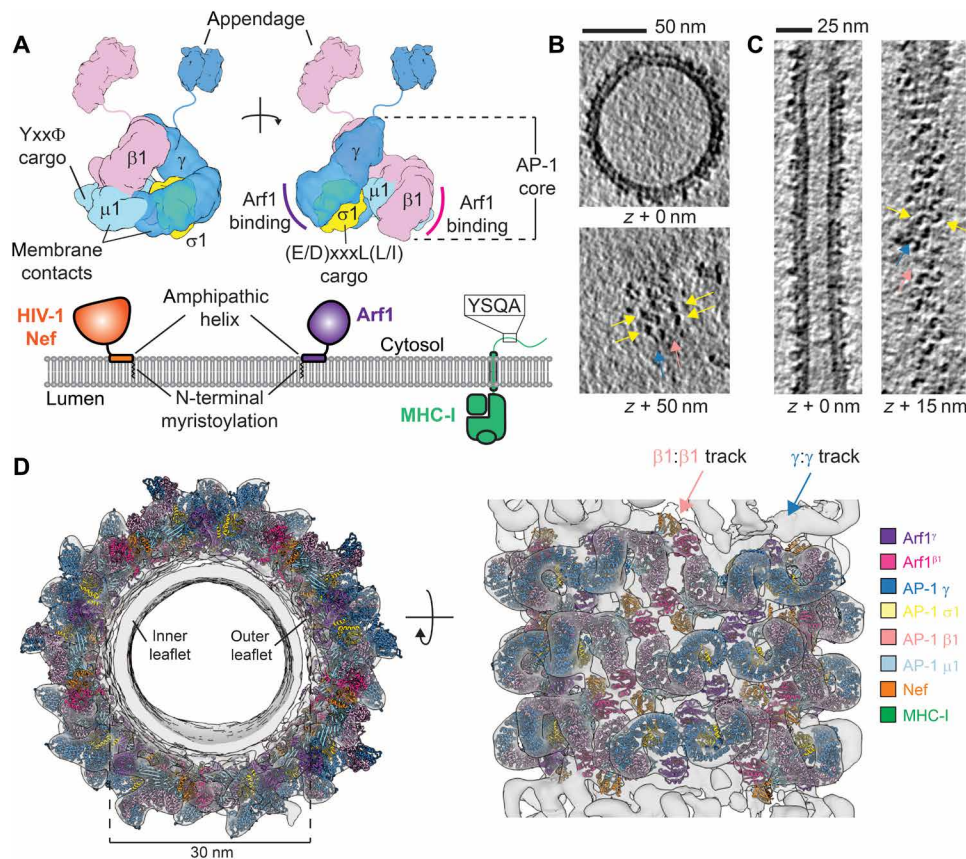 A
Appendage
YxxΦ
cargo
β1
γ
μ1
σ1
Membrane
contacts
Arf1
binding
γ
μ1
β1
σ1
Arf1
binding
AP-1
core
(E/D)xxxL(L/I)
cargo
HIV-1
Nef
Amphipathic
helix
Arf1
Cytosol
YSQA
Lumen
N-terminal
myristoylation
MHC-I
B
50 nm
z + 0 nm
z + 50 nm
C
25 nm
z + 0 nm
z + 15 nm
D
Inner
leaflet
Outer
leaflet
30 nm
β1:β1 track
γ:γ track
Arf1γ
Arf1β1
AP-1 γ
AP-1 σ1
AP-1 β1
AP-1 μ1
Nef
MHC-I